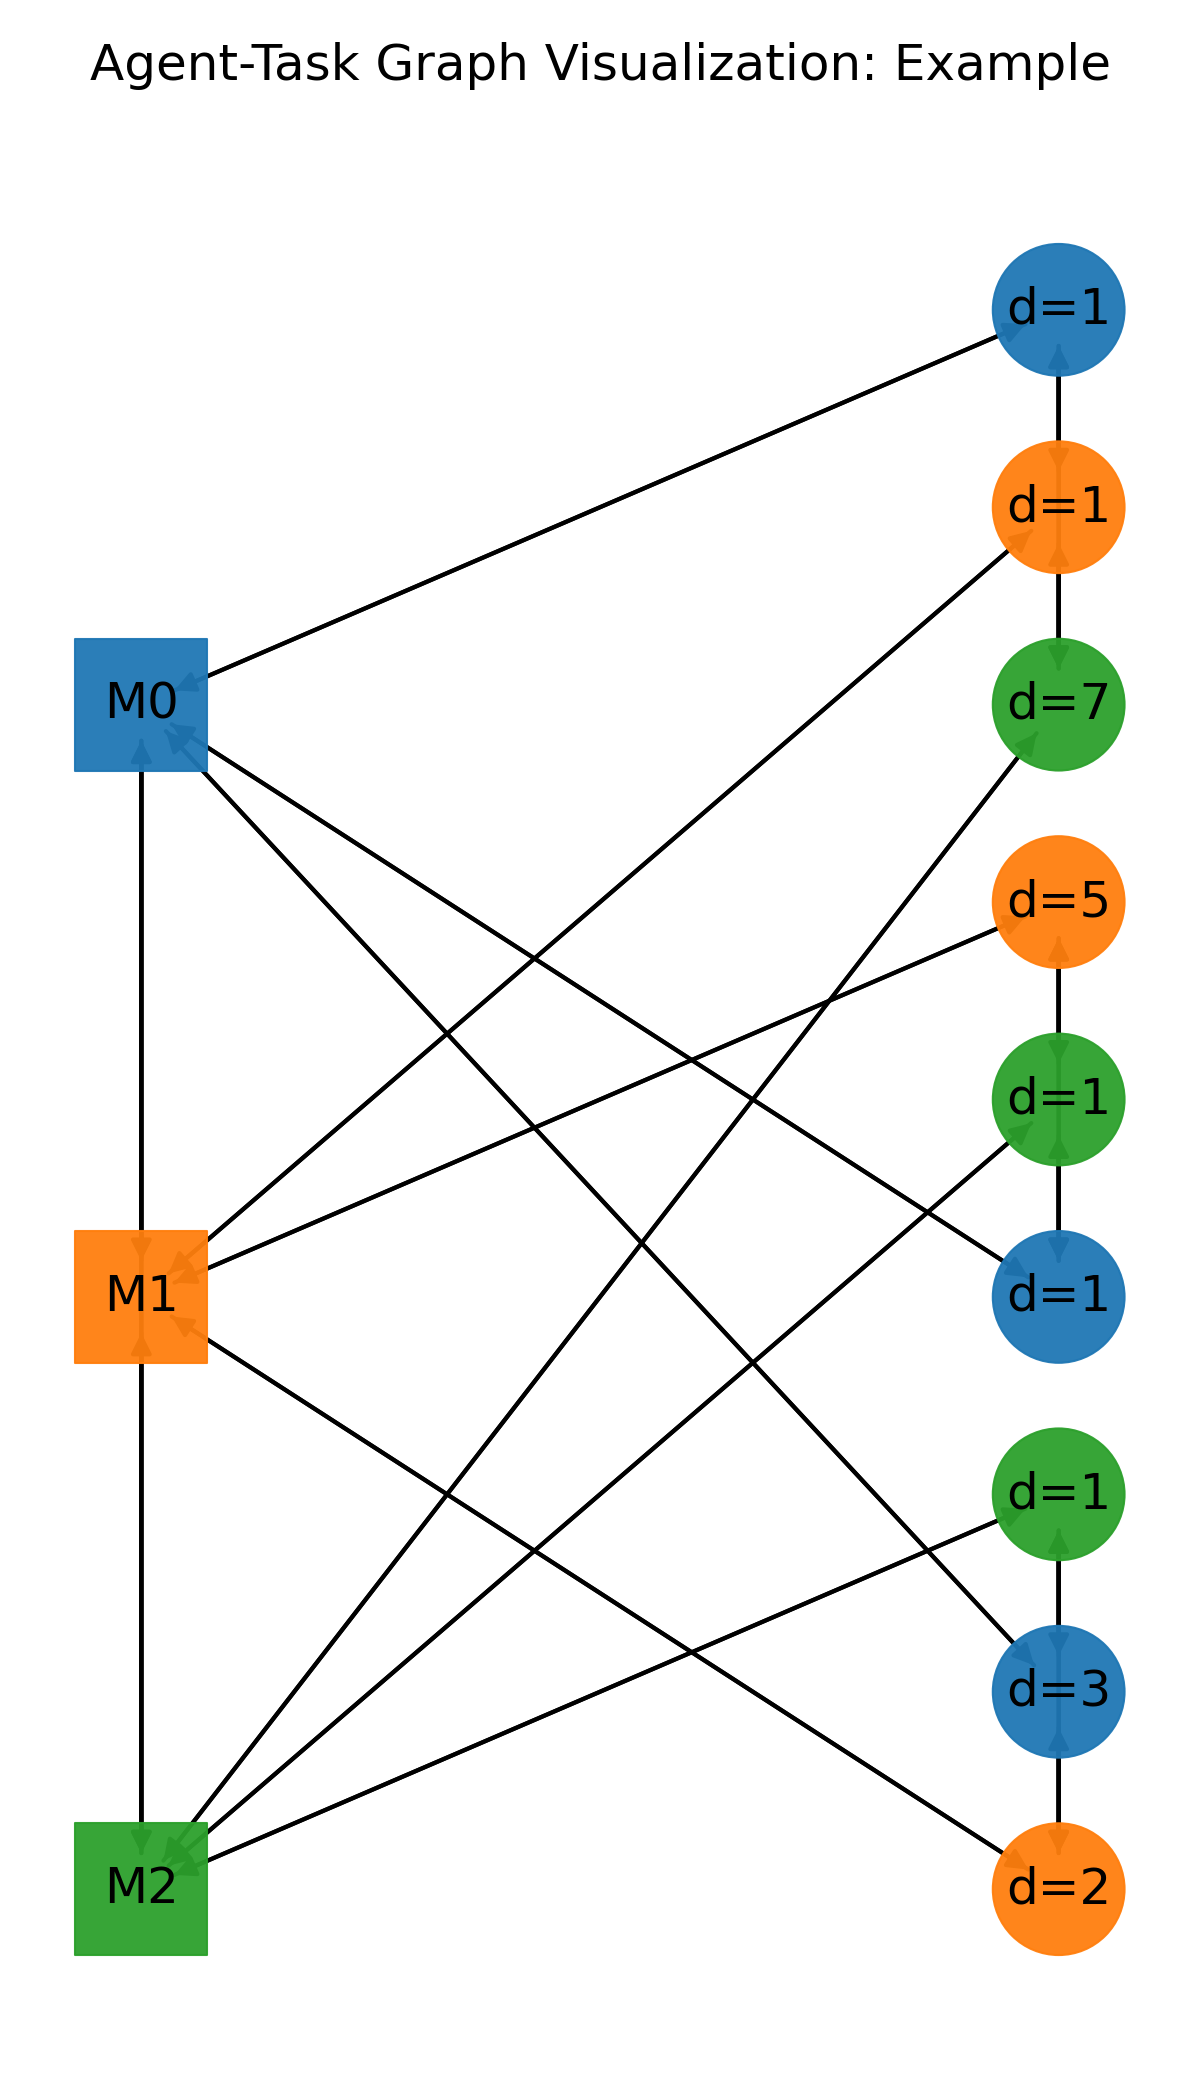 Agent-Task Graph Visualization: Example
d=1
d=1
M0
d=7
d=5
d=1
M1
d=1
d=1
d=3
M2
d=2